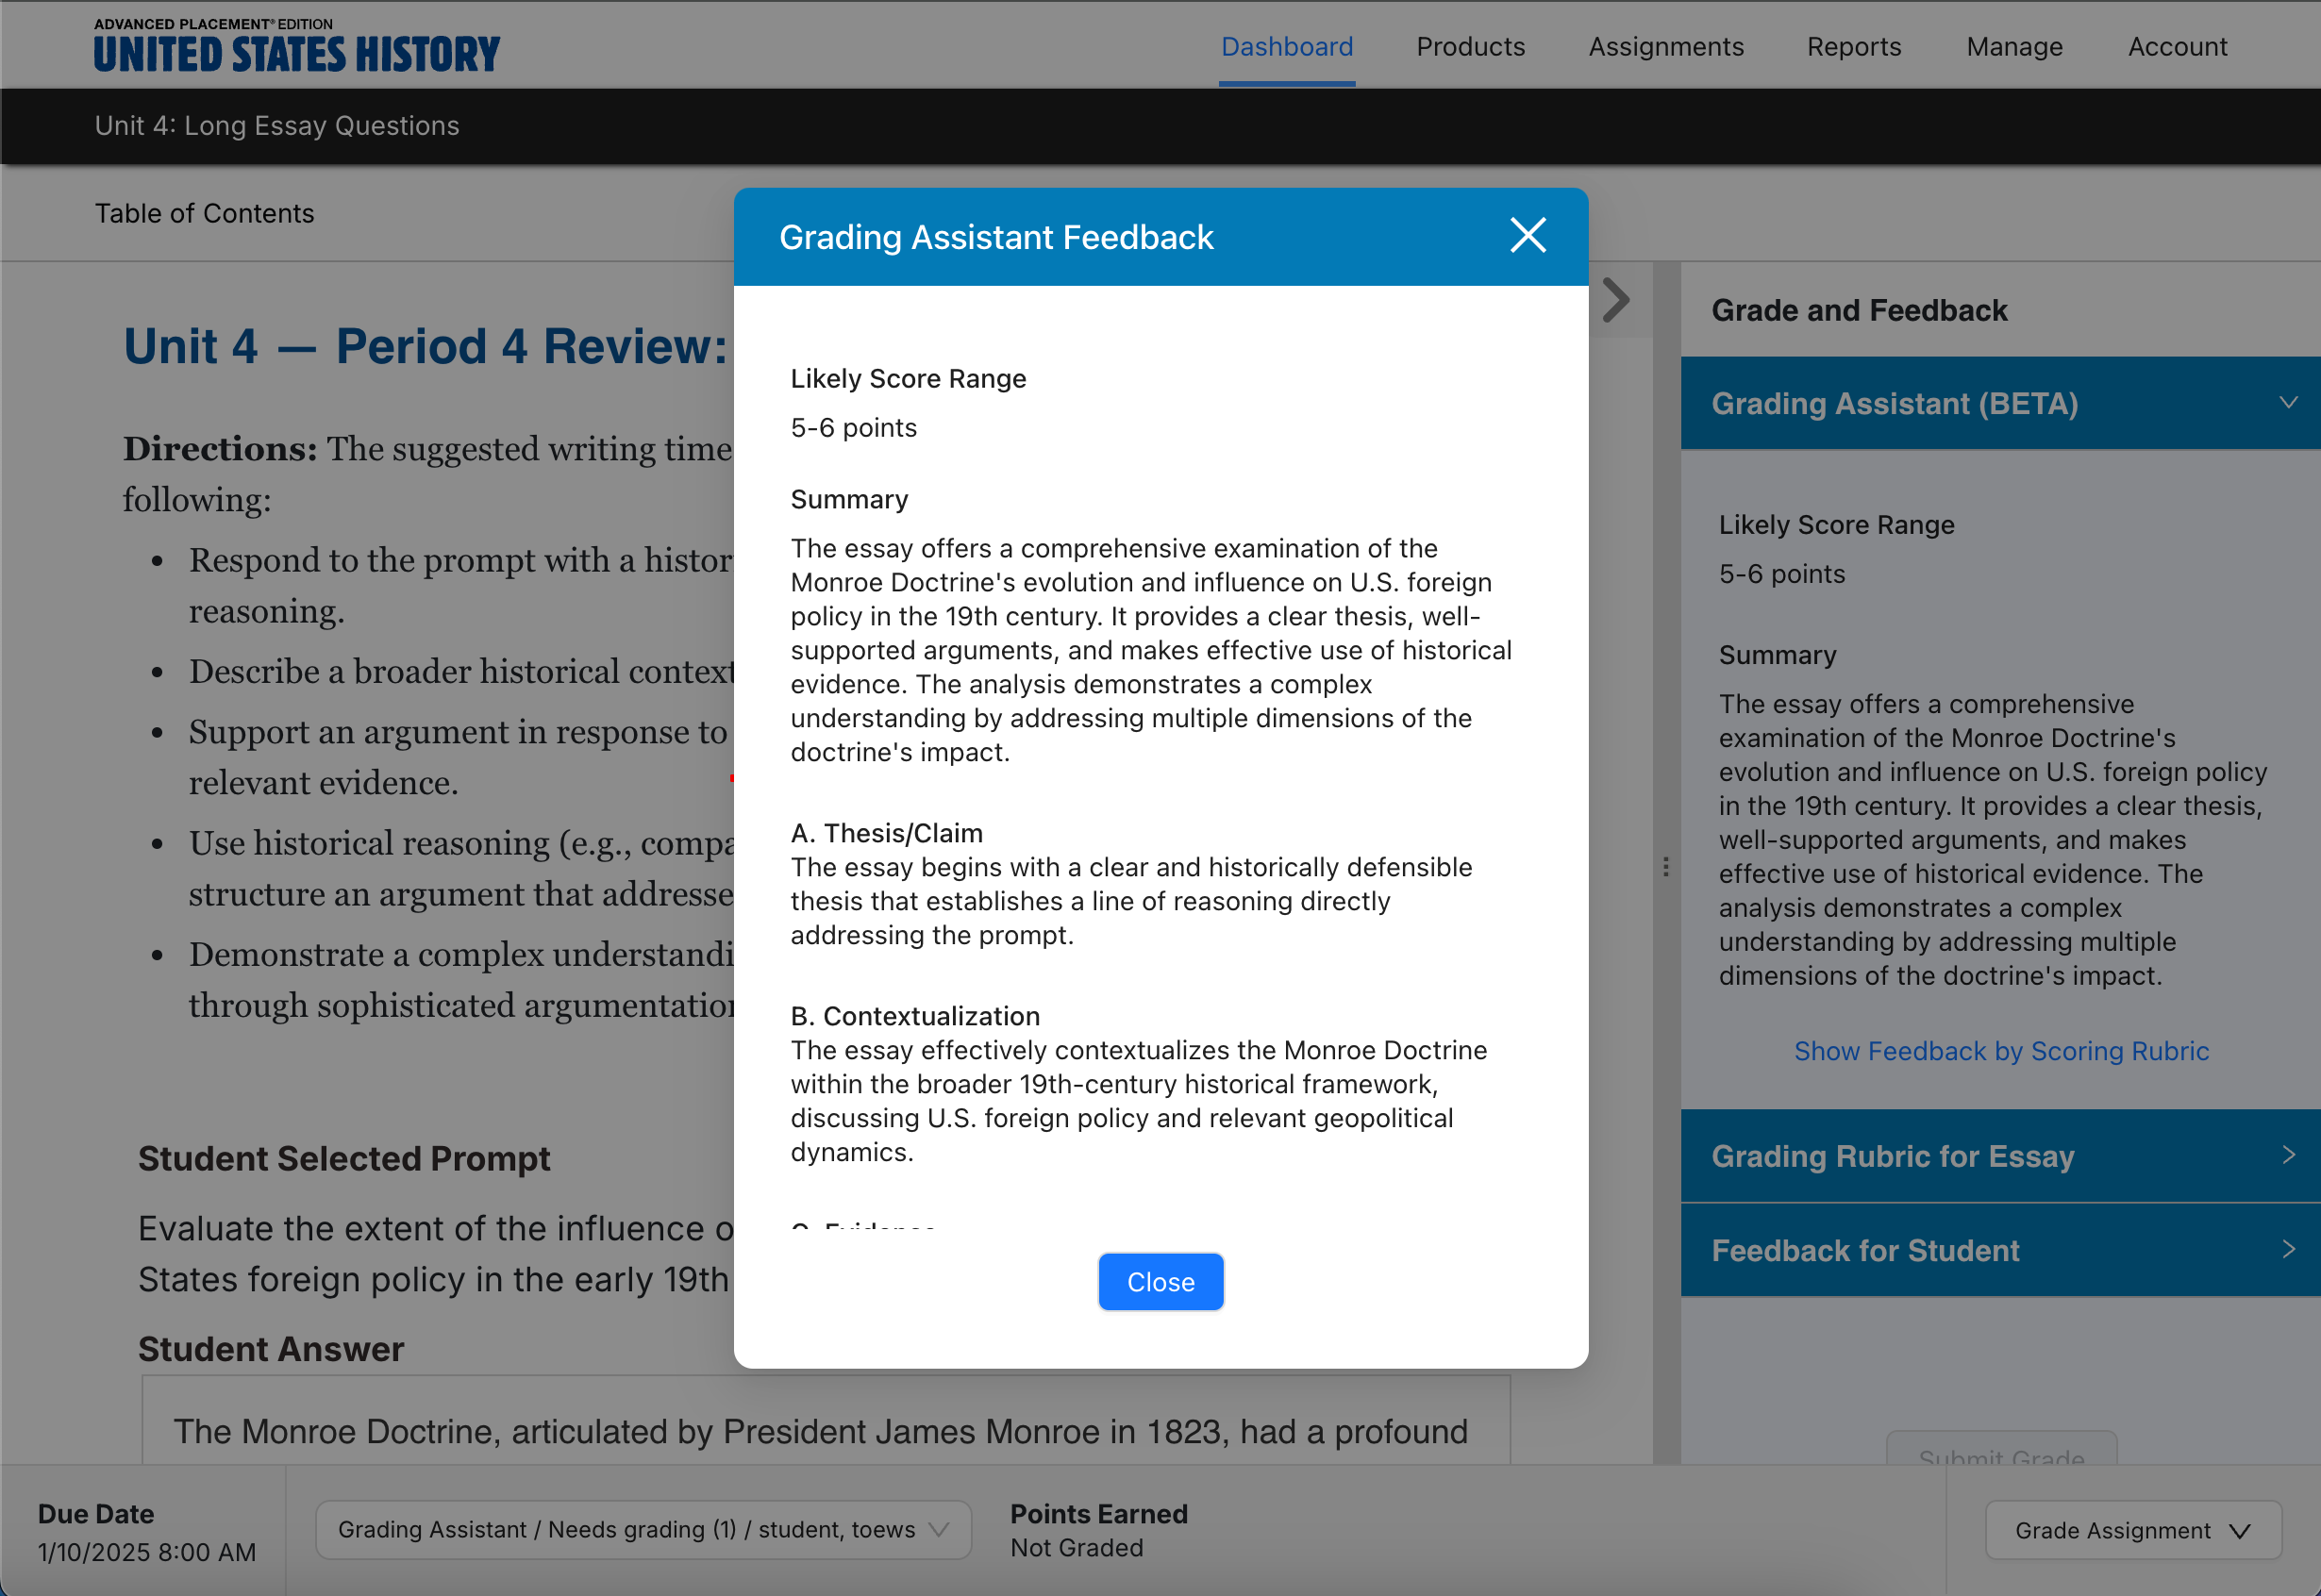 ADVANCED PLACEMENT® EDITION
UNITED STATES HISTORY
Dashboard
Products
Assignments
Reports
Manage
Account
Unit 4: Long Essay Questions
Table of Contents
Unit 4 — Period 4 Review:
Directions: The suggested writing time
following:
• Respond to the prompt with a histor
reasoning.
• Describe a broader historical context
• Support an argument in response to
relevant evidence.
• Use historical reasoning (e.g., compa
structure an argument that addresse
• Demonstrate a complex understandi
through sophisticated argumentation
Student Selected Prompt
Evaluate the extent of the influence o
States foreign policy in the early 19th
Student Answer
The Monroe Doctrine, articulated by President James Monroe in 1823, had a profound
Grading Assistant Feedback
Likely Score Range
5-6 points
Summary
The essay offers a comprehensive examination of the
Monroe Doctrine's evolution and influence on U.S. foreign
policy in the 19th century. It provides a clear thesis, well-
supported arguments, and makes effective use of historical
evidence. The analysis demonstrates a complex
understanding by addressing multiple dimensions of the
doctrine's impact.
A. Thesis/Claim
The essay begins with a clear and historically defensible
thesis that establishes a line of reasoning directly
addressing the prompt.
B. Contextualization
The essay effectively contextualizes the Monroe Doctrine
within the broader 19th-century historical framework,
discussing U.S. foreign policy and relevant geopolitical
dynamics.
C. Evidence
Close
Grade and Feedback
Grading Assistant (BETA)
Likely Score Range
5-6 points
Summary
The essay offers a comprehensive
examination of the Monroe Doctrine's
evolution and influence on U.S. foreign policy
in the 19th century. It provides a clear thesis,
well-supported arguments, and makes
effective use of historical evidence. The
analysis demonstrates a complex
understanding by addressing multiple
dimensions of the doctrine's impact.
Show Feedback by Scoring Rubric
Grading Rubric for Essay
Feedback for Student
Submit Grade
Due Date
1/10/2025 8:00 AM
Grading Assistant / Needs grading (1) / student, toews
Points Earned
Not Graded
Grade Assignment